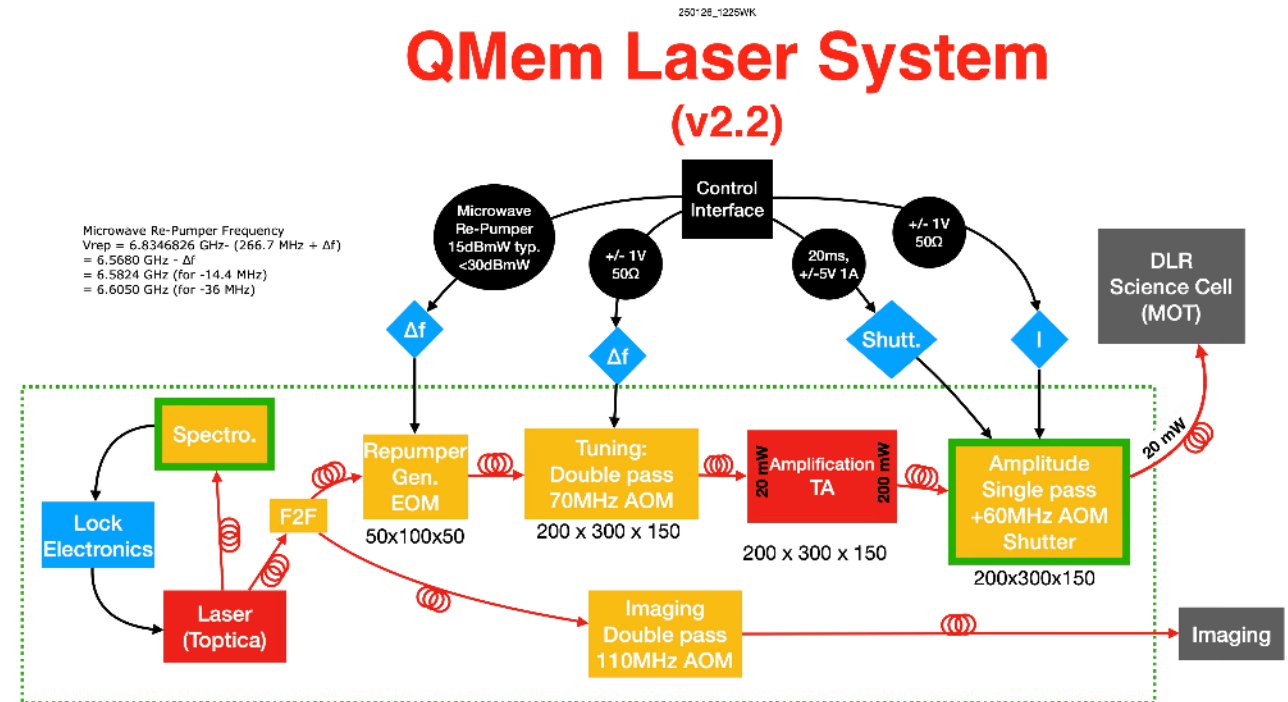 250126_1225WK
QMem Laser System
(v2.2)
Microwave Re-Pumper Frequency
Vrep = 6.8346826 GHz- (266.7 MHz + Δf)
= 6.5680 GHz - Δf
= 6.5824 GHz (for -14.4 MHz)
= 6.6050 GHz (for -36 MHz)
Control
Interface
Microwave
Re-Pumper
15dBmW typ.
<30dBmW
+/- 1V
50Ω
20ms,
+/-5V 1A
+/- 1V
50Ω
DLR
Science Cell
(MOT)
Δf
Δf
Shutt.
I
Spectro.
Lock
Electronics
Laser
(Toptica)
F2F
Repumper
Gen.
EOM
50x100x50
Tuning:
Double pass
70MHz AOM
200 x 300 x 150
20 mW
Amplification
TA
200 mW
200 x 300 x 150
Amplitude
Single pass
+60MHz AOM
Shutter
200x300x150
20 mW
Imaging
Double pass
110MHz AOM
Imaging